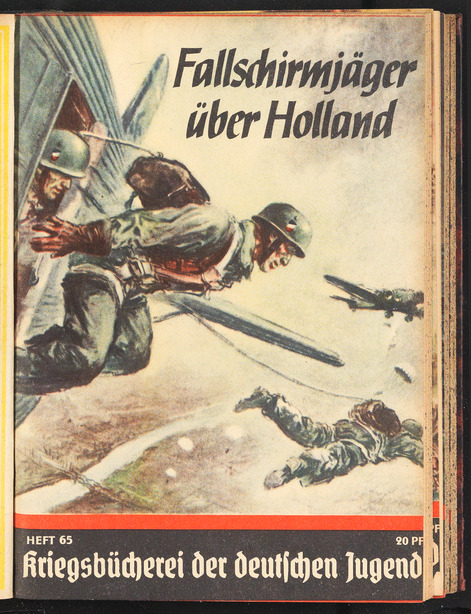 Fallschirmjäger
über Holland
HEFT 65
20 PF
Kriegsbücherei der deutschen Jugend